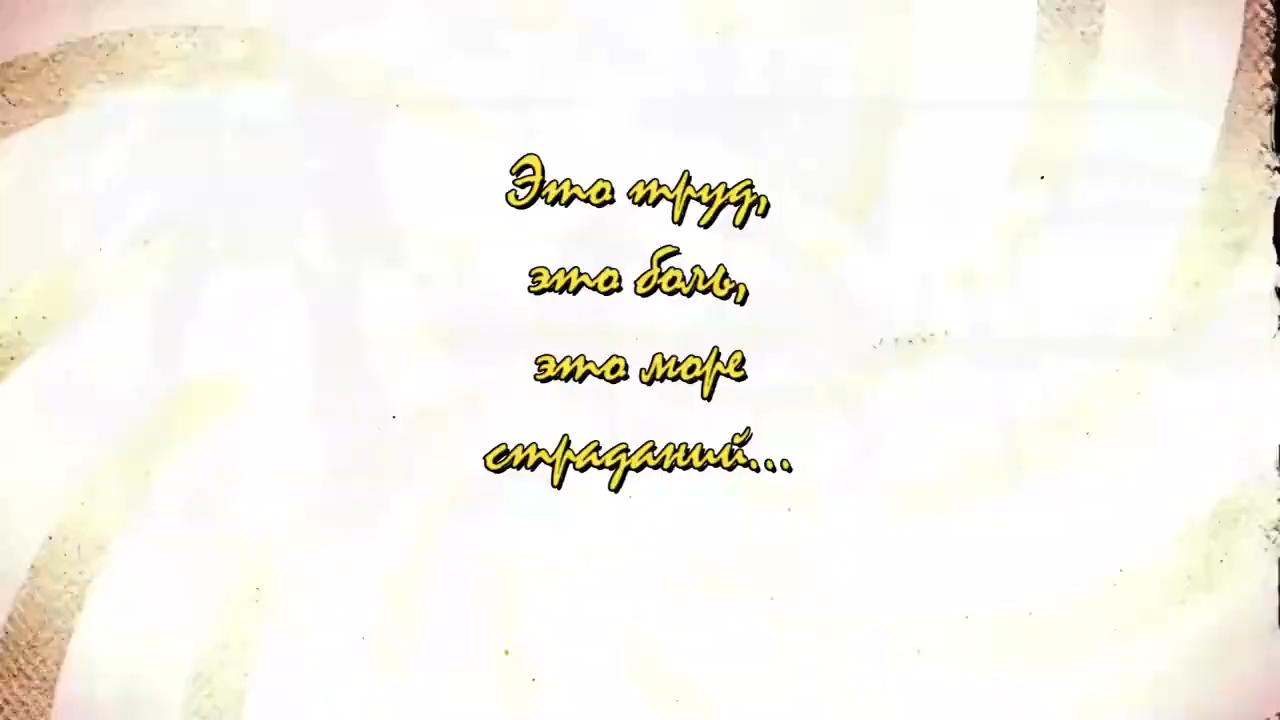 Это труд,
это боль,
это море
страданий...